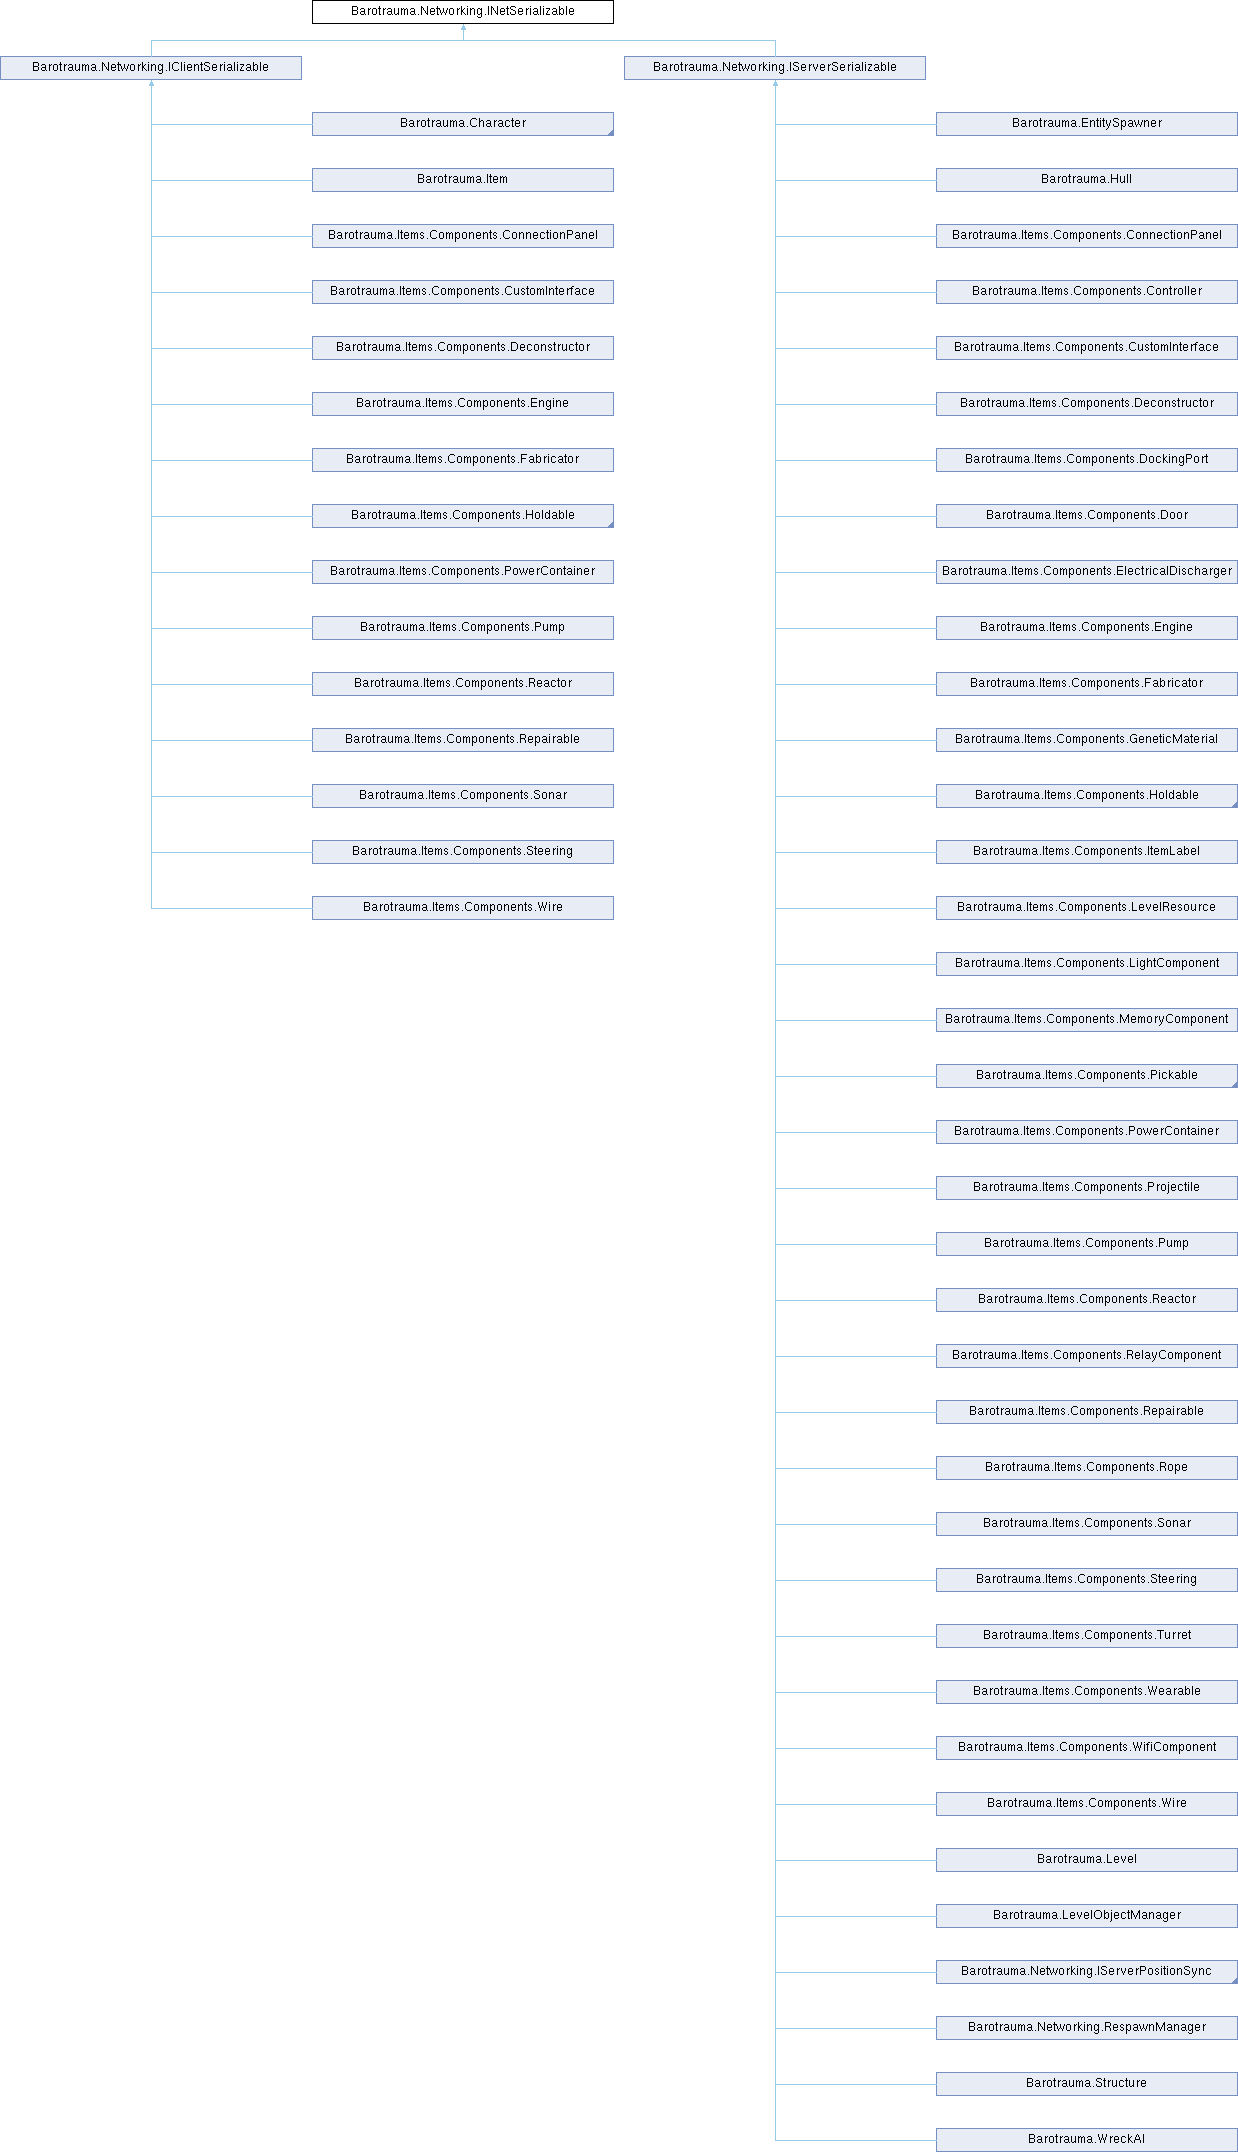 Barotrauma.Networking.INetSerializable
Barotrauma.Networking.IClientSerializable
Barotrauma.Networking.IServerSerializable
Barotrauma.Character
Barotrauma.Item
Barotrauma.Items.Components.ConnectionPanel
Barotrauma.Items.Components.CustomInterface
Barotrauma.Items.Components.Deconstructor
Barotrauma.Items.Components.Engine
Barotrauma.Items.Components.Fabricator
Barotrauma.Items.Components.Holdable
Barotrauma.Items.Components.PowerContainer
Barotrauma.Items.Components.Pump
Barotrauma.Items.Components.Reactor
Barotrauma.Items.Components.Repairable
Barotrauma.Items.Components.Sonar
Barotrauma.Items.Components.Steering
Barotrauma.Items.Components.Wire
Barotrauma.EntitySpawner
Barotrauma.Hull
Barotrauma.Items.Components.ConnectionPanel
Barotrauma.Items.Components.Controller
Barotrauma.Items.Components.CustomInterface
Barotrauma.Items.Components.Deconstructor
Barotrauma.Items.Components.DockingPort
Barotrauma.Items.Components.Door
Barotrauma.Items.Components.ElectricalDischarger
Barotrauma.Items.Components.Engine
Barotrauma.Items.Components.Fabricator
Barotrauma.Items.Components.GeneticMaterial
Barotrauma.Items.Components.Holdable
Barotrauma.Items.Components.ItemLabel
Barotrauma.Items.Components.LevelResource
Barotrauma.Items.Components.LightComponent
Barotrauma.Items.Components.MemoryComponent
Barotrauma.Items.Components.Pickable
Barotrauma.Items.Components.PowerContainer
Barotrauma.Items.Components.Projectile
Barotrauma.Items.Components.Pump
Barotrauma.Items.Components.Reactor
Barotrauma.Items.Components.RelayComponent
Barotrauma.Items.Components.Repairable
Barotrauma.Items.Components.Rope
Barotrauma.Items.Components.Sonar
Barotrauma.Items.Components.Steering
Barotrauma.Items.Components.Turret
Barotrauma.Items.Components.Wearable
Barotrauma.Items.Components.WifiComponent
Barotrauma.Items.Components.Wire
Barotrauma.Level
Barotrauma.LevelObjectManager
Barotrauma.Networking.IServerPositionSync
Barotrauma.Networking.RespawnManager
Barotrauma.Structure
Barotrauma.WreckAI